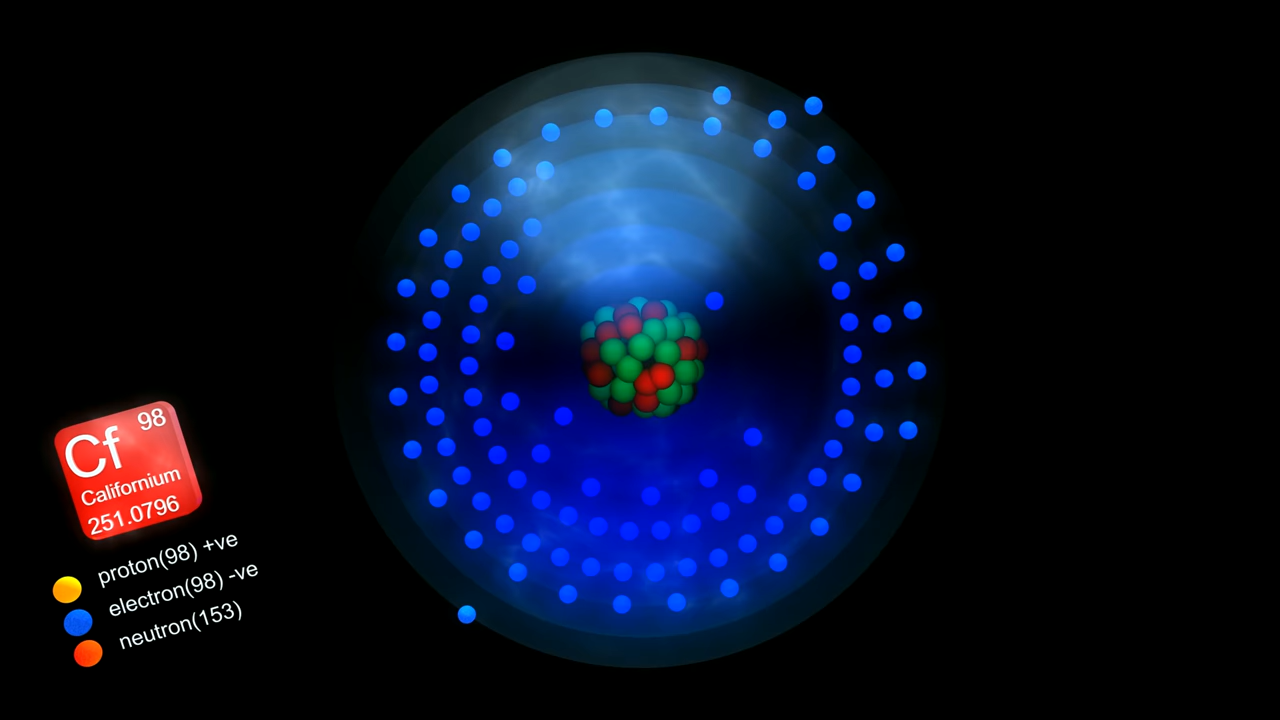 98
Cf
Californium
251.0796
proton(98) +ve
electron(98) -ve
neutron(153)